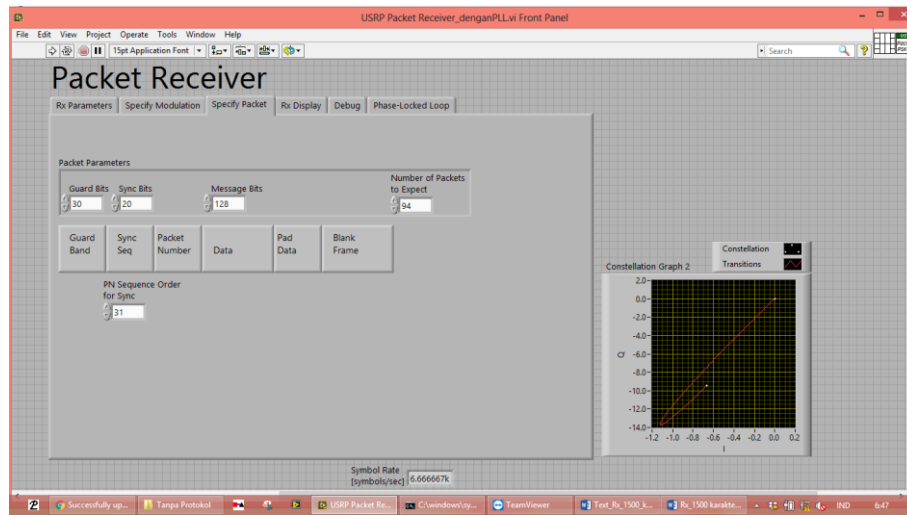 USRP Packet Receiver_denganPLL.vi Front Panel
File Edit View Project Operate Tools Window Help
15pt Application Font
Search
Packet Receiver
Rx Parameters Specify Modulation Specify Packet Rx Display Debug Phase-Locked Loop
Packet Parameters
Guard Bits Sync Bits Message Bits Number of Packets
to Expect
30 20 128 94
Guard Sync Packet Pad Blank
Band Seq Number Data Data Frame
PN Sequence Order
for Sync
31
Constellation
Constellation Graph 2 Transitions
2.0-
0.0-
-2.0-
-4.0-
Q -6.0-
-8.0-
-10.0-
-12.0-
-14.0-
-1.2 -1.0 -0.8 -0.6 -0.4 -0.2 0.0 0.2
I
Symbol Rate
[symbols/sec] 6.666667k
Successfully up... Tanpa Protokol USRP Packet Re... C:\windows\sy... TeamViewer Text_Rx_1500_k... Rx_1500 karakte... IND 6:47